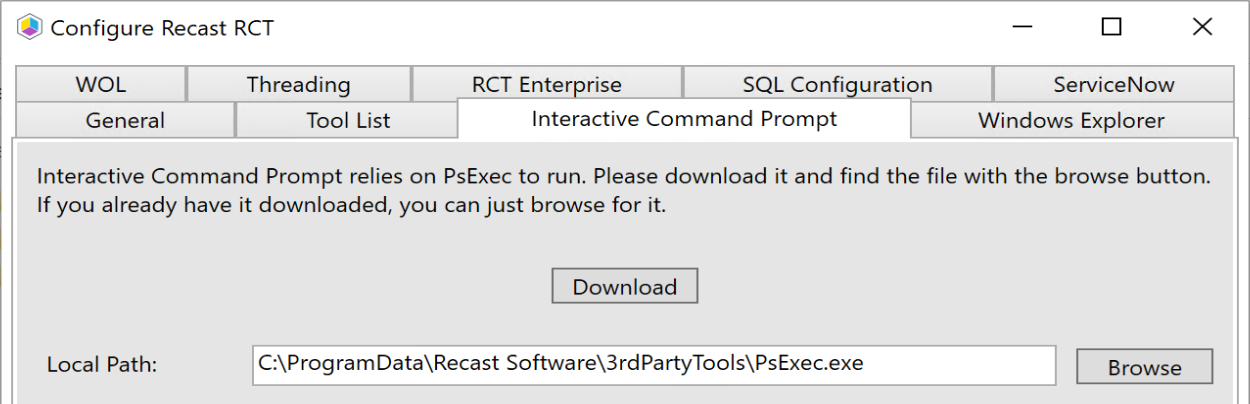 Configure Recast RCT
WOL Threading RCT Enterprise SQL Configuration ServiceNow
General Tool List Interactive Command Prompt Windows Explorer
Interactive Command Prompt relies on PsExec to run. Please download it and find the file with the browse button.
If you already have it downloaded, you can just browse for it.
Download
Local Path: C:\ProgramData\Recast Software\3rdPartyTools\PsExec.exe Browse